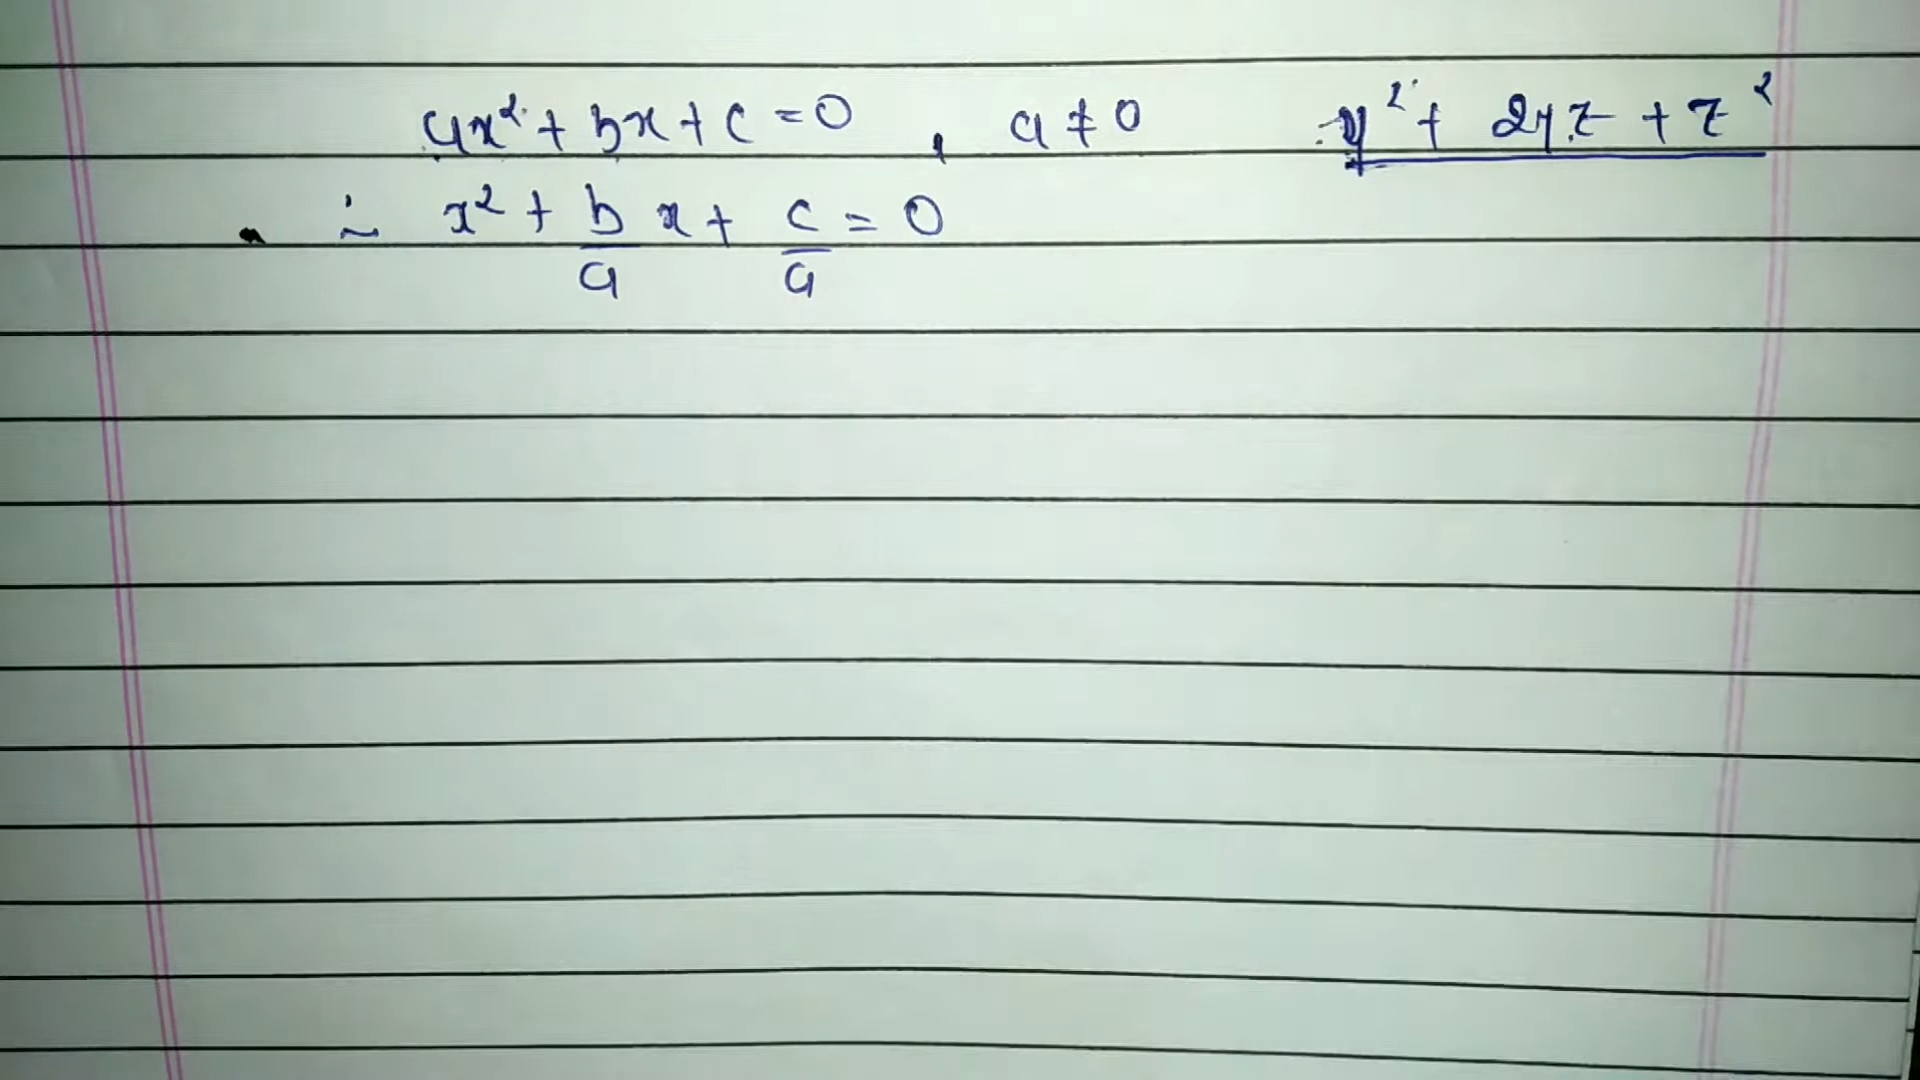 ax² + bx + c = 0 , a ≠ 0 y² + 2yz + z²
∴ x² + b/a x + c/a = 0